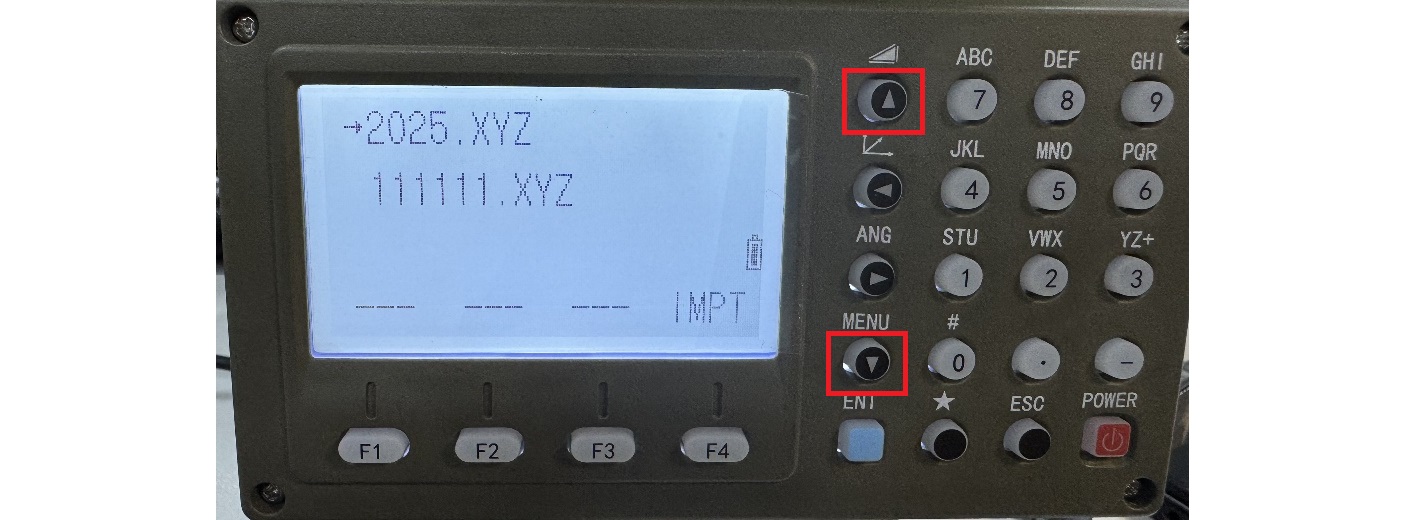 →2025.XYZ
111111.XYZ
IMPT
F1 F2 F3 F4
ABC DEF GHI
7 8 9
JKL MNO PQR
4 5 6
ANG STU VWX YZ+
1 2 3
MENU #
0 . −
ENT ★ ESC POWER